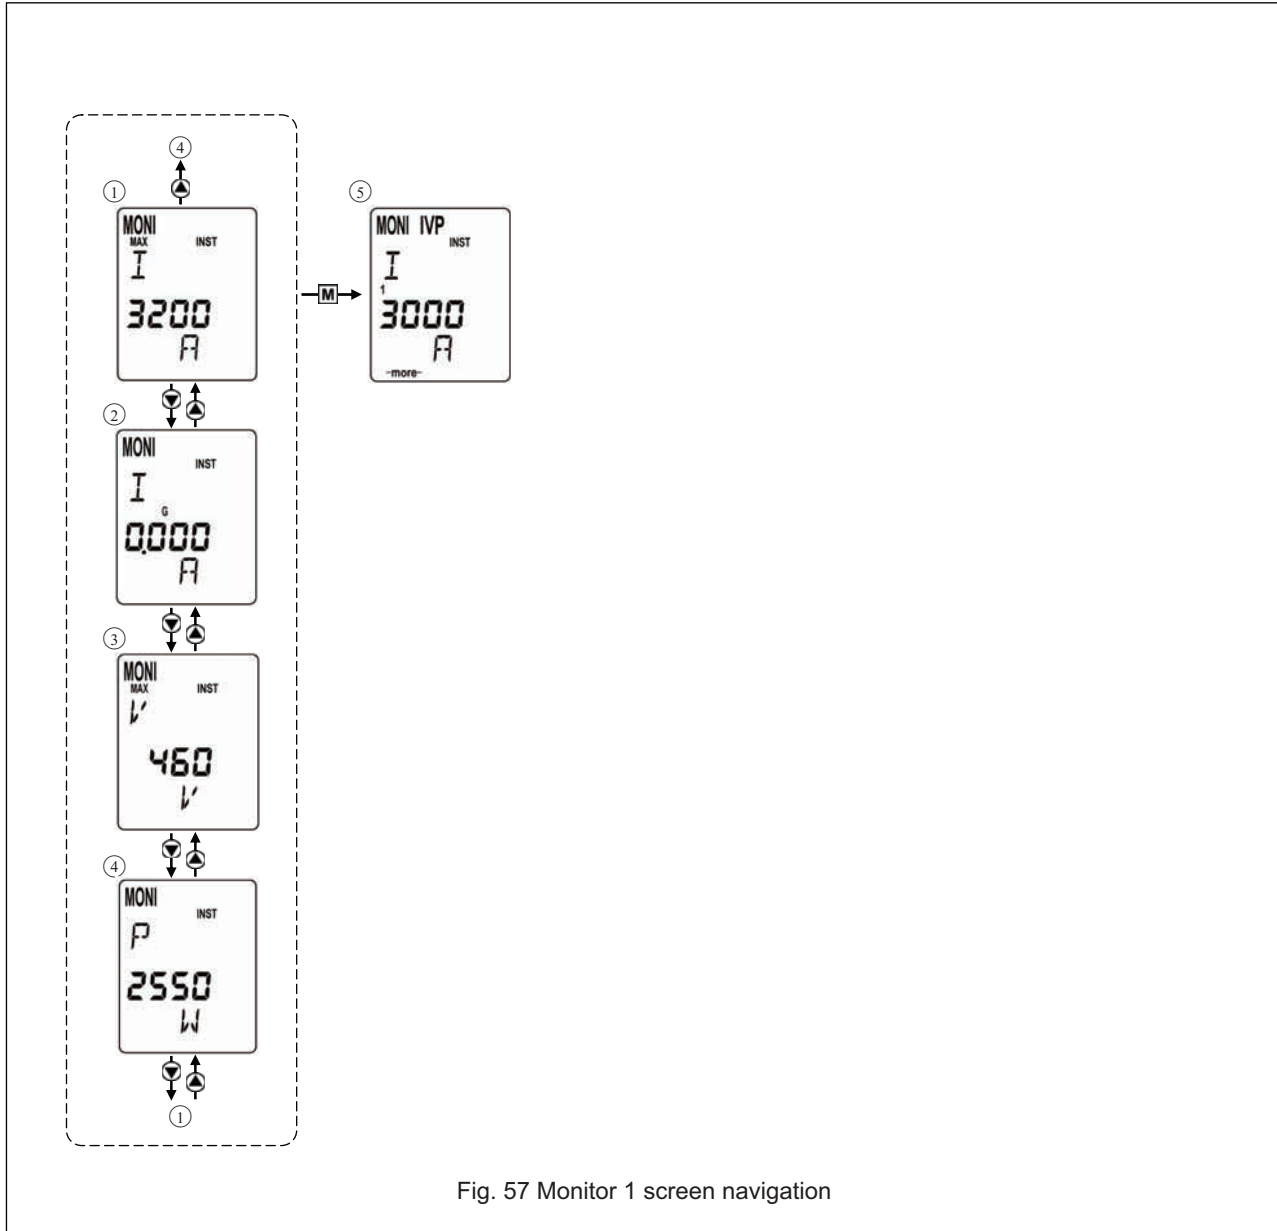 ④
① ⑤
MONI
MAX INST
I
3200
A
MONI IVP
INST
I
1
3000
A
-more-
M
②
MONI
INST
I
G
0.000
A
③
MONI
MAX INST
V
460
V
④
MONI
INST
P
2550
W
①
Fig. 57 Monitor 1 screen navigation